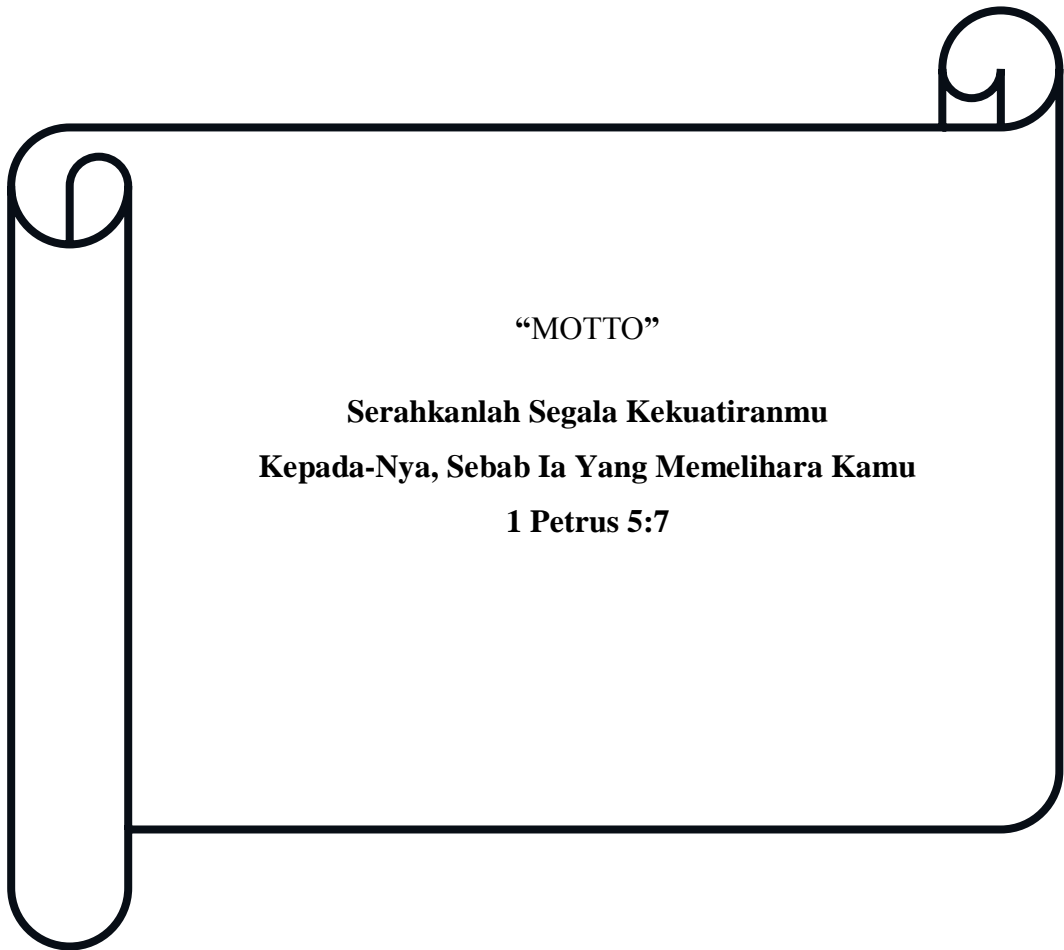 “MOTTO”
Serahkanlah Segala Kekuatiranmu
Kepada-Nya, Sebab Ia Yang Memelihara Kamu
1 Petrus 5:7